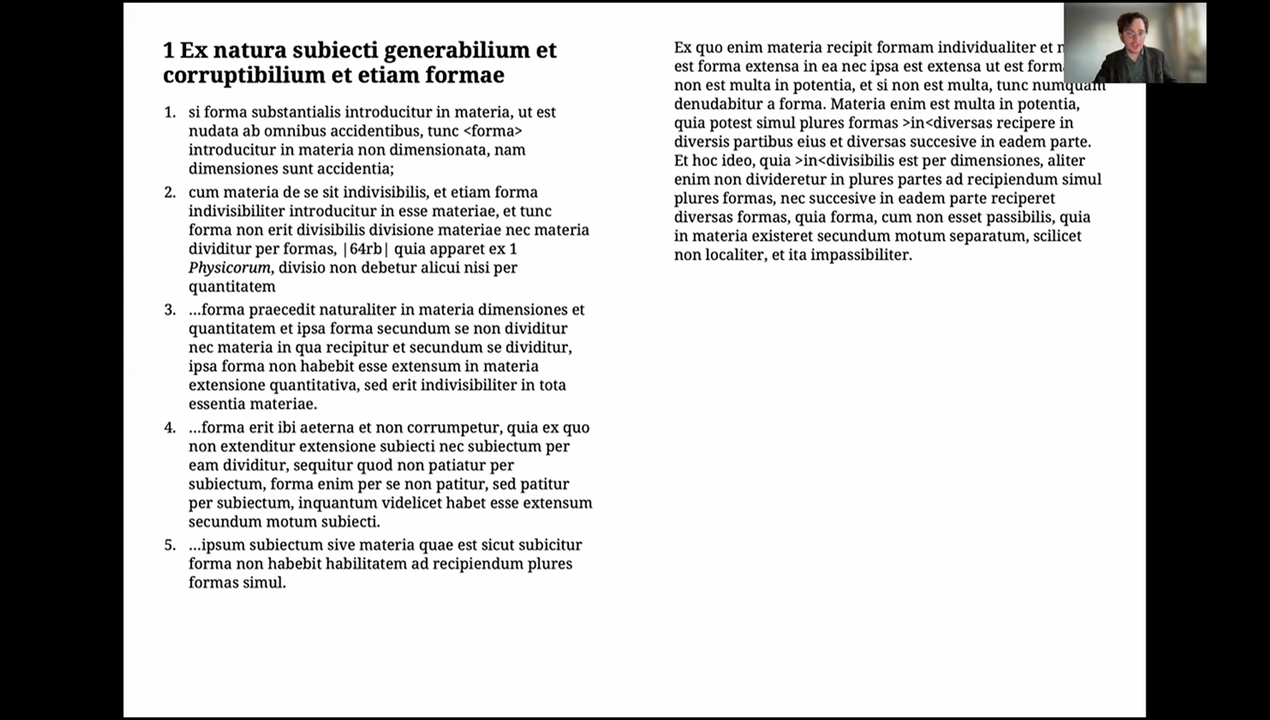 1 Ex natura subiecti generabilium et
corruptibilium et etiam formae
1. si forma substantialis introducitur in materia, ut est
nudata ab omnibus accidentibus, tunc <forma>
introducitur in materia non dimensionata, nam
dimensiones sunt accidentia;
2. cum materia de se sit indivisibilis, et etiam forma
indivisibiliter introducitur in esse materiae, et tunc
forma non erit divisibilis divisione materiae nec materia
dividitur per formas, |64rb| quia apparet ex 1
Physicorum, divisio non debetur alicui nisi per
quantitatem
3. ...forma praecedit naturaliter in materia dimensiones et
quantitatem et ipsa forma secundum se non dividitur
nec materia in qua recipitur et secundum se dividitur,
ipsa forma non habebit esse extensum in materia
extensione quantitativa, sed erit indivisibiliter in tota
essentia materiae.
4. ...forma erit ibi aeterna et non corrumpetur, quia ex quo
non extenditur extensione subiecti nec subiectum per
eam dividitur, sequitur quod non patiatur per
subiectum, forma enim per se non patitur, sed patitur
per subiectum, inquantum videlicet habet esse extensum
secundum motum subiecti.
5. ...ipsum subiectum sive materia quae est sicut subicitur
forma non habebit habilitatem ad recipiendum plures
formas simul.
Ex quo enim materia recipit formam individualiter et
est forma extensa in ea nec ipsa est extensa ut est
non est multa in potentia, et si non est multa, tunc numquam
denudabitur a forma. Materia enim est multa in potentia,
quia potest simul plures formas >in<diversas recipere in
diversis partibus eius et diversas succesive in eadem parte.
Et hoc ideo, quia >in<divisibilis est per dimensiones, aliter
enim non divideretur in plures partes ad recipiendum simul
plures formas, nec succesive in eadem parte reciperet
diversas formas, quia forma, cum non esset passibilis, quia
in materia existeret secundum motum separatum, scilicet
non localiter, et ita impassibiliter.